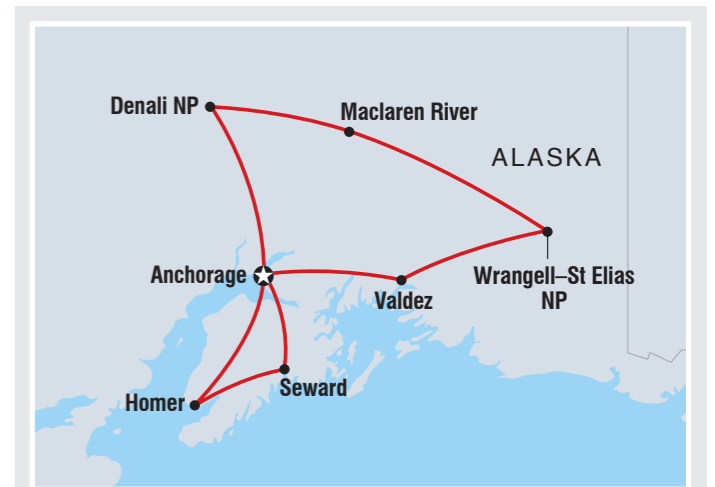 Denali NP
Maclaren River
ALASKA
Anchorage
Valdez
Wrangell–St Elias
NP
Homer
Seward